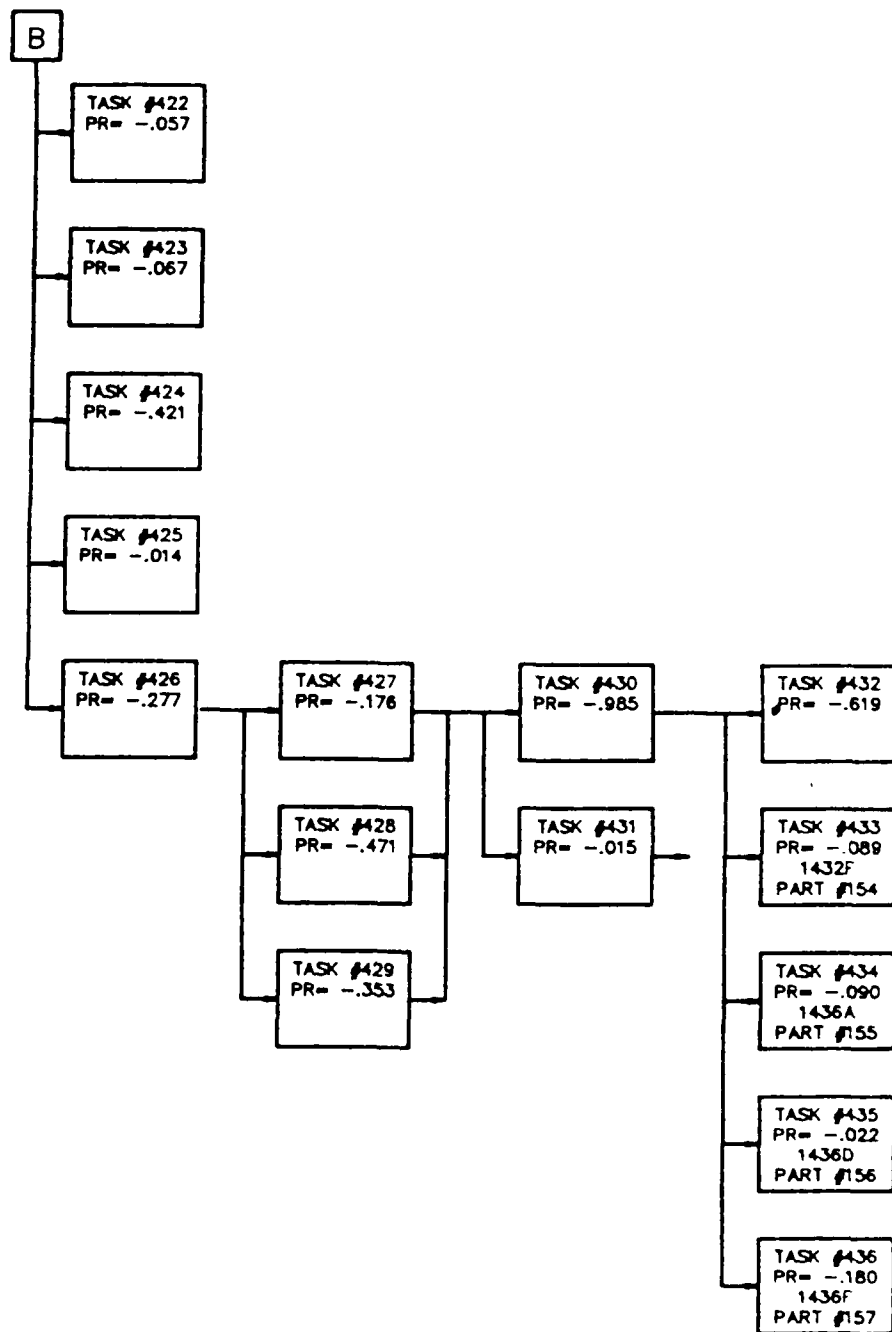 B
TASK #422
PR= -.057
TASK #423
PR= -.067
TASK #424
PR= -.421
TASK #425
PR= -.014
TASK #426
PR= -.277
TASK #427
PR= -.176
TASK #428
PR= -.471
TASK #429
PR= -.353
TASK #430
PR= -.985
TASK #431
PR= -.015
TASK #432
PR= -.619
TASK #433
PR= -.089
1432F
PART #154
TASK #434
PR= -.090
1436A
PART #155
TASK #435
PR= -.022
1436D
PART #156
TASK #436
PR= -.180
1436F
PART #157